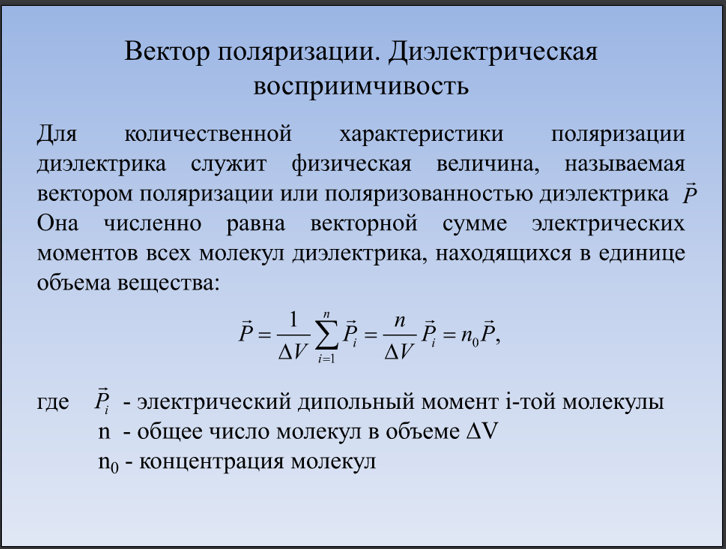 Вектор поляризации. Диэлектрическая
восприимчивость
Для количественной характеристики поляризации
диэлектрика служит физическая величина, называемая
вектором поляризации или поляризованностью диэлектрика $\vec{P}$
Она численно равна векторной сумме электрических
моментов всех молекул диэлектрика, находящихся в единице
объема вещества:
$\vec{P} = \frac{1}{\Delta V} \sum_{i=1}^{n} \vec{P}_i = \frac{n}{\Delta V} \vec{P}_i = n_0 \vec{P},$
где $\vec{P}_i$ - электрический дипольный момент i-той молекулы
n - общее число молекул в объеме ΔV
n₀ - концентрация молекул